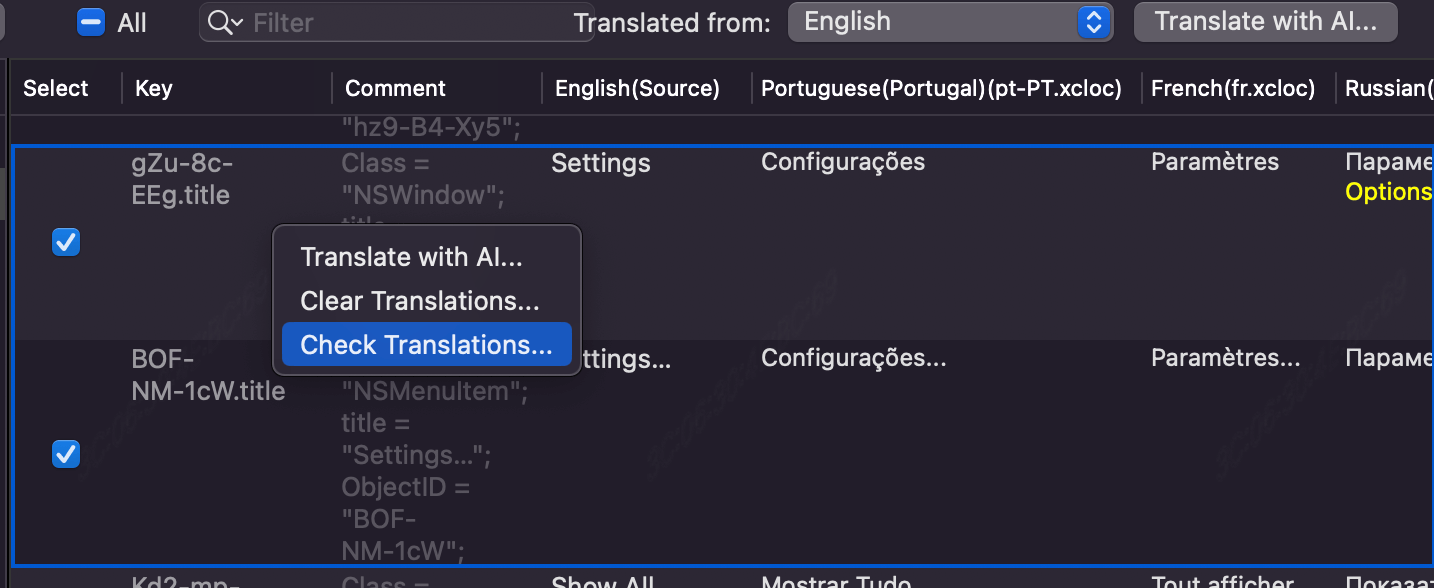 All
Filter
Translated from:
English
Translate with AI...
Select
Key
Comment
English(Source)
Portuguese(Portugal)(pt-PT.xcloc)
French(fr.xcloc)
Russian(
"hz9-B4-Xy5";
gZu-8c-
EEg.title
Class =
"NSWindow";
title
Settings
Configurações
Paramètres
Параме
Options
Translate with AI...
Clear Translations...
Check Translations...
BOF-
NM-1cW.title
"NSMenuItem";
title =
"Settings...";
ObjectID =
"BOF-
NM-1cW";
ttings...
Configurações...
Paramètres...
Параме
Kd2-mp-
Class =
Show All
Mostrar Tudo
Tout afficher
Показа